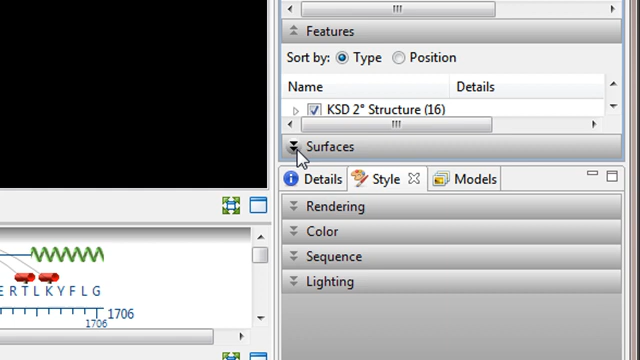 Features
Sort by: Type Position
Name Details
KSD 2° Structure (16)
Surfaces
Details Style Models
Rendering
Color
Sequence
Lighting
ERTLKYFLG
1706
1706